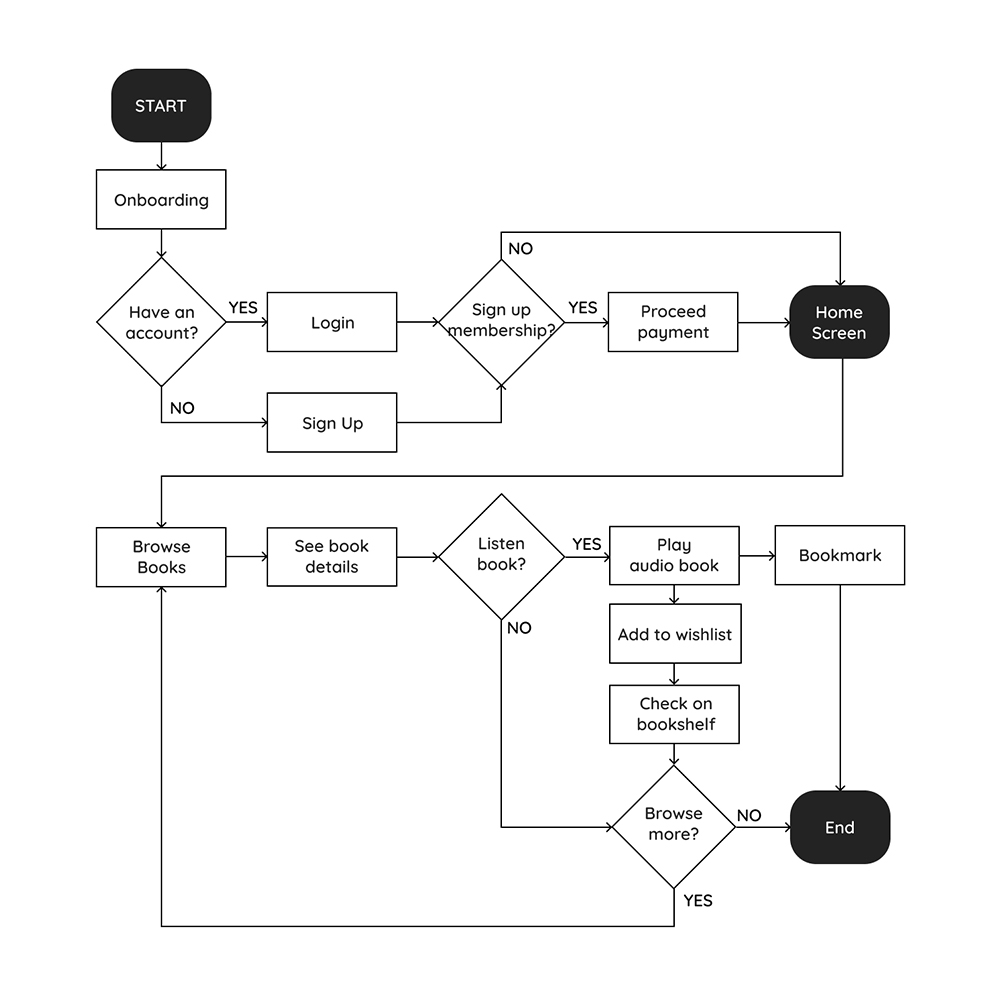 START
Onboarding
Have an
account?
YES
NO
Login
Sign Up
Sign up
membership?
NO
YES
Proceed
payment
Home
Screen
Browse
Books
See book
details
Listen
book?
YES
NO
Play
audio book
Bookmark
Add to wishlist
Check on
bookshelf
Browse
more?
NO
YES
End